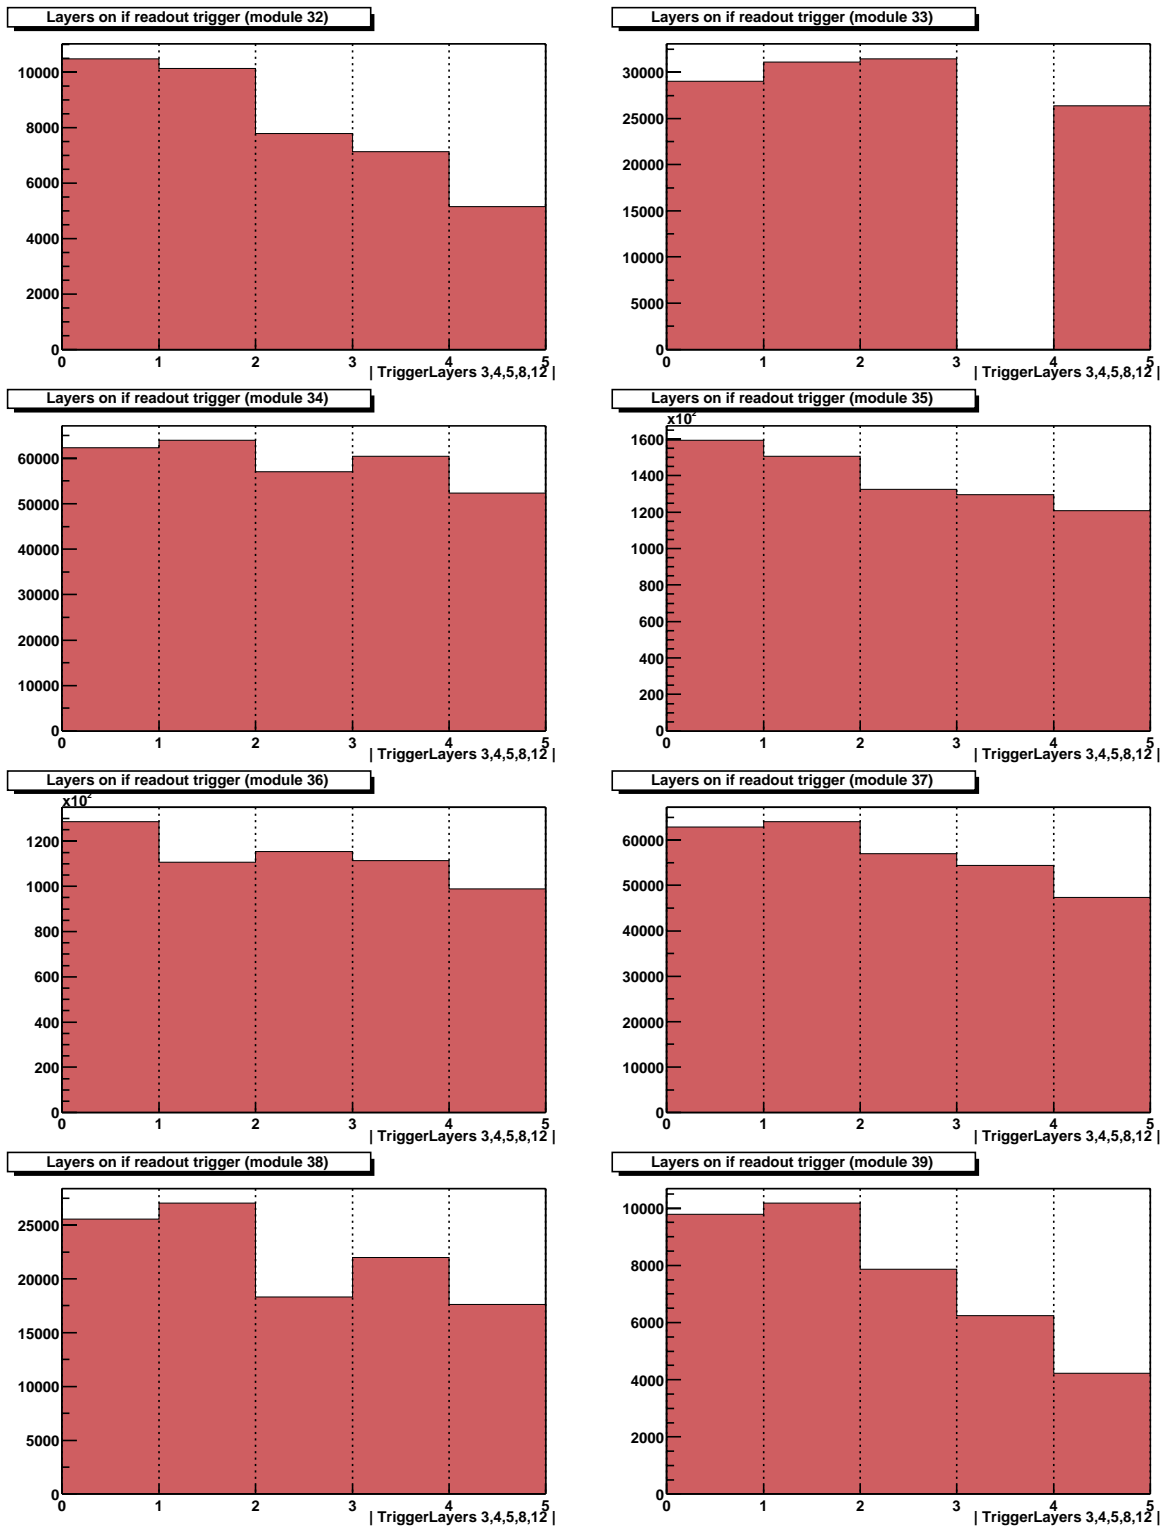 Layers on if readout trigger (module 32)
10000
8000
6000
4000
2000
0
0 1 2 3 4 5
| TriggerLayers 3,4,5,8,12 |
Layers on if readout trigger (module 33)
30000
25000
20000
15000
10000
5000
0
0 1 2 3 4 5
| TriggerLayers 3,4,5,8,12 |
Layers on if readout trigger (module 34)
60000
50000
40000
30000
20000
10000
0
0 1 2 3 4 5
| TriggerLayers 3,4,5,8,12 |
Layers on if readout trigger (module 35)
x10²
1600
1400
1200
1000
800
600
400
200
0
0 1 2 3 4 5
| TriggerLayers 3,4,5,8,12 |
Layers on if readout trigger (module 36)
x10²
1200
1000
800
600
400
200
0
0 1 2 3 4 5
| TriggerLayers 3,4,5,8,12 |
Layers on if readout trigger (module 37)
60000
50000
40000
30000
20000
10000
0
0 1 2 3 4 5
| TriggerLayers 3,4,5,8,12 |
Layers on if readout trigger (module 38)
25000
20000
15000
10000
5000
0
0 1 2 3 4 5
| TriggerLayers 3,4,5,8,12 |
Layers on if readout trigger (module 39)
10000
8000
6000
4000
2000
0
0 1 2 3 4 5
| TriggerLayers 3,4,5,8,12 |